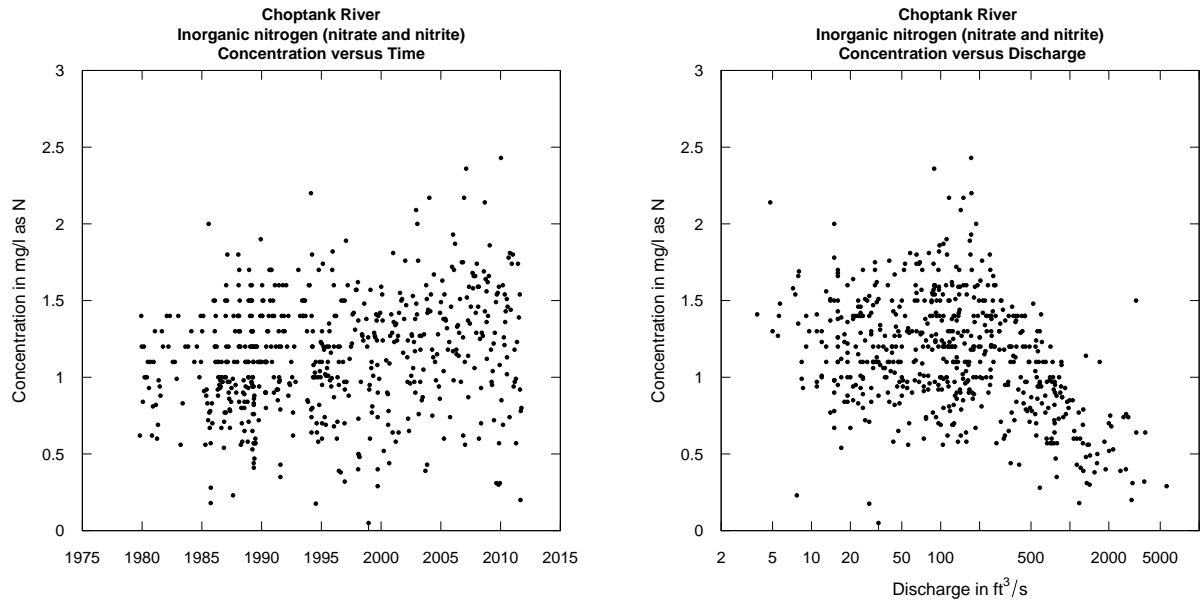 Choptank River
Inorganic nitrogen (nitrate and nitrite)
Concentration versus Time
3
2.5
2
1.5
1
0.5
0
Concentration in mg/l as N
1975 1980 1985 1990 1995 2000 2005 2010 2015
Choptank River
Inorganic nitrogen (nitrate and nitrite)
Concentration versus Discharge
3
2.5
2
1.5
1
0.5
0
Concentration in mg/l as N
2 5 10 20 50 100 500 2000 5000
Discharge in ft³/s